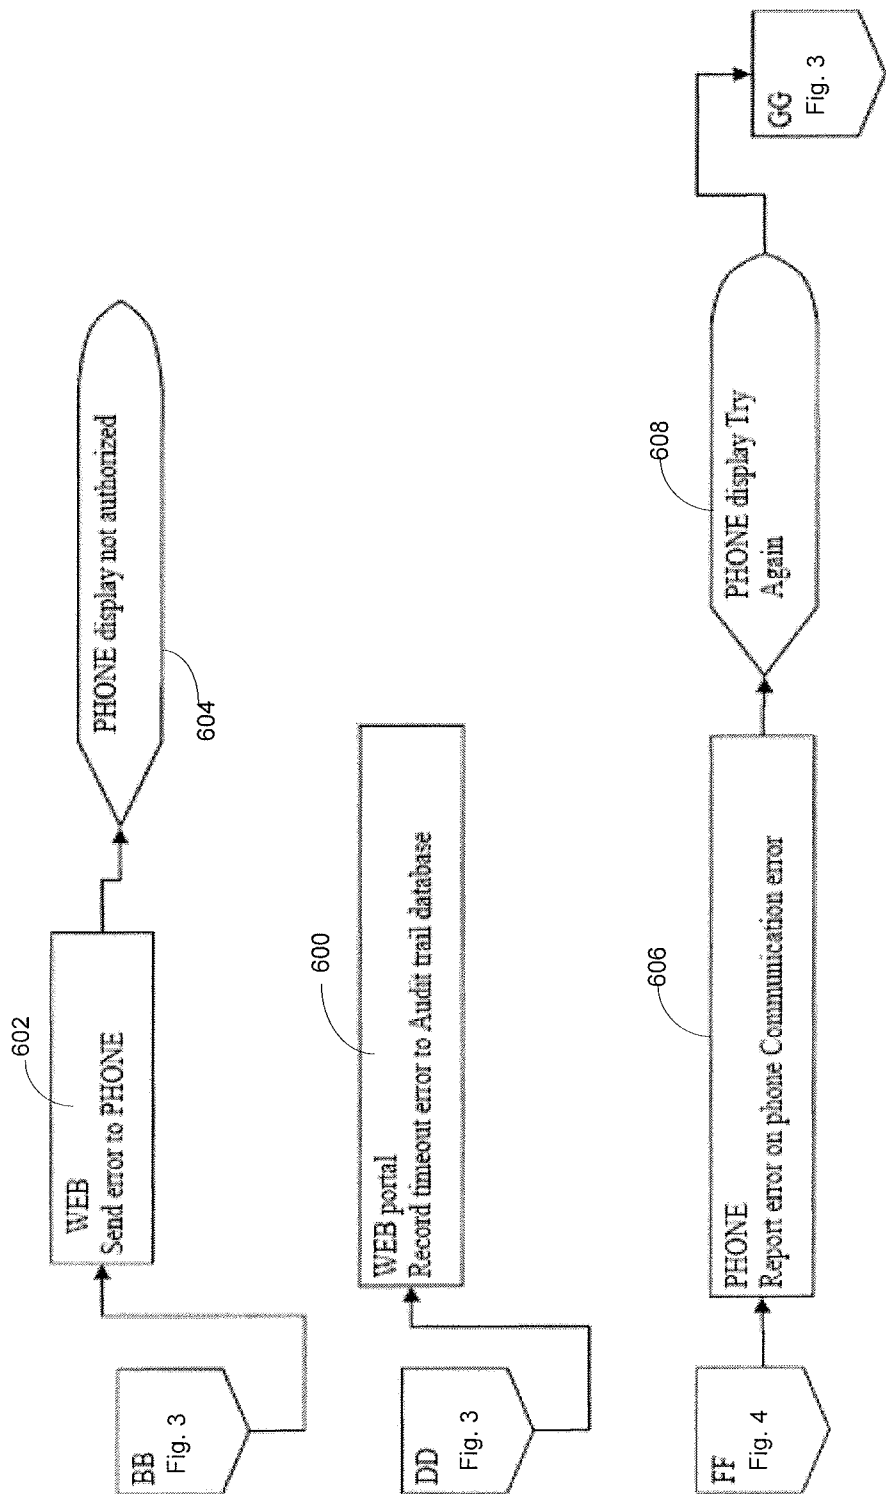 BB
Fig. 3
602
WEB
Send error to PHONE
PHONE display not authorized
604
DD
Fig. 3
600
WEB portal
Record timeout error to Audit trail database
FF
Fig. 4
606
PHONE
Report error on phone Communication error
608
PHONE display Try
Again
GG
Fig. 3